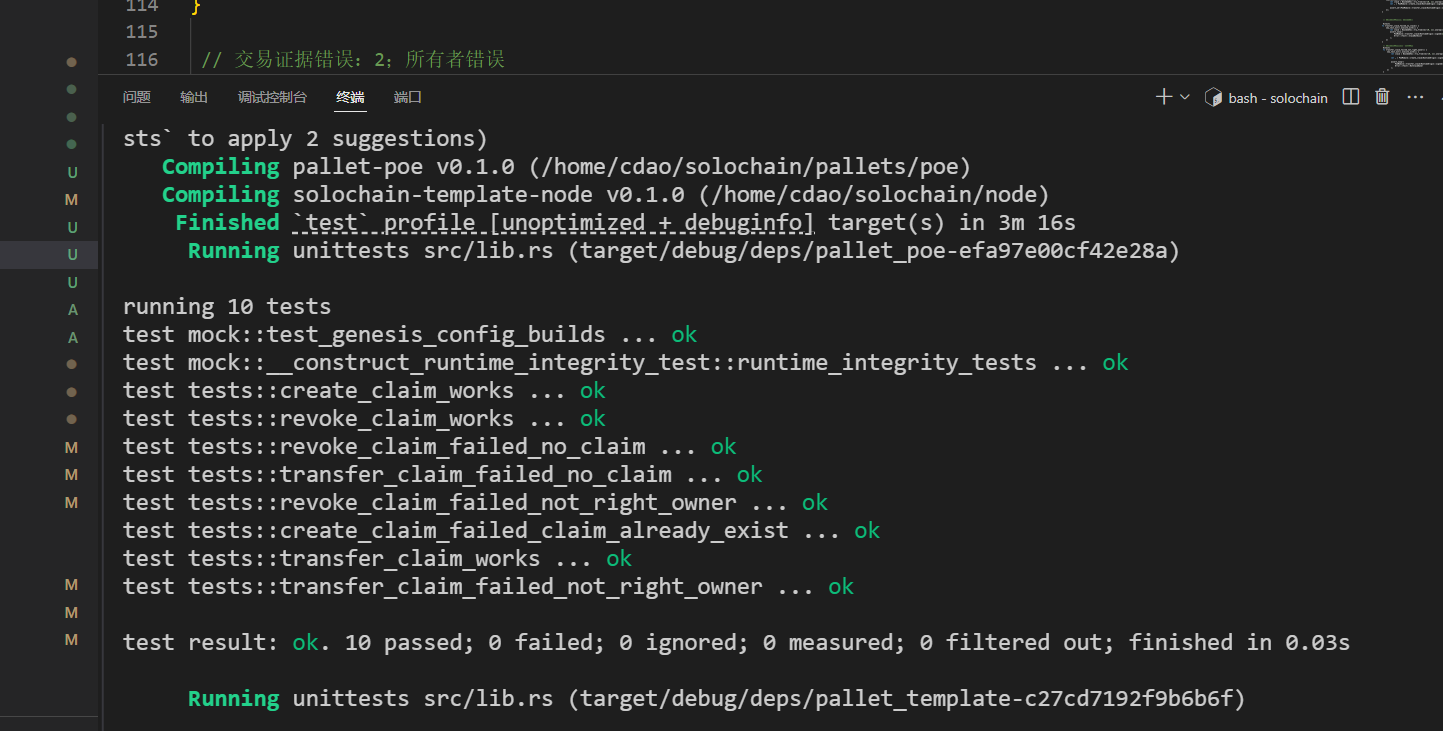 114 }
115
116 // 交易证据错误: 2; 所有者错误
问题 输出 调试控制台 终端 端口 bash - solochain
sts` to apply 2 suggestions)
U Compiling pallet-poe v0.1.0 (/home/cdao/solochain/pallets/poe)
M Compiling solochain-template-node v0.1.0 (/home/cdao/solochain/node)
U Finished `test` profile [unoptimized + debuginfo] target(s) in 3m 16s
U Running unittests src/lib.rs (target/debug/deps/pallet_poe-efa97e00cf42e28a)
U
A running 10 tests
A test mock::test_genesis_config_builds ... ok
test mock::__construct_runtime_integrity_test::runtime_integrity_tests ... ok
test tests::create_claim_works ... ok
test tests::revoke_claim_works ... ok
M test tests::revoke_claim_failed_no_claim ... ok
M test tests::transfer_claim_failed_no_claim ... ok
M test tests::revoke_claim_failed_not_right_owner ... ok
test tests::create_claim_failed_claim_already_exist ... ok
test tests::transfer_claim_works ... ok
M test tests::transfer_claim_failed_not_right_owner ... ok
M
M test result: ok. 10 passed; 0 failed; 0 ignored; 0 measured; 0 filtered out; finished in 0.03s
Running unittests src/lib.rs (target/debug/deps/pallet_template-c27cd7192f9b6b6f)